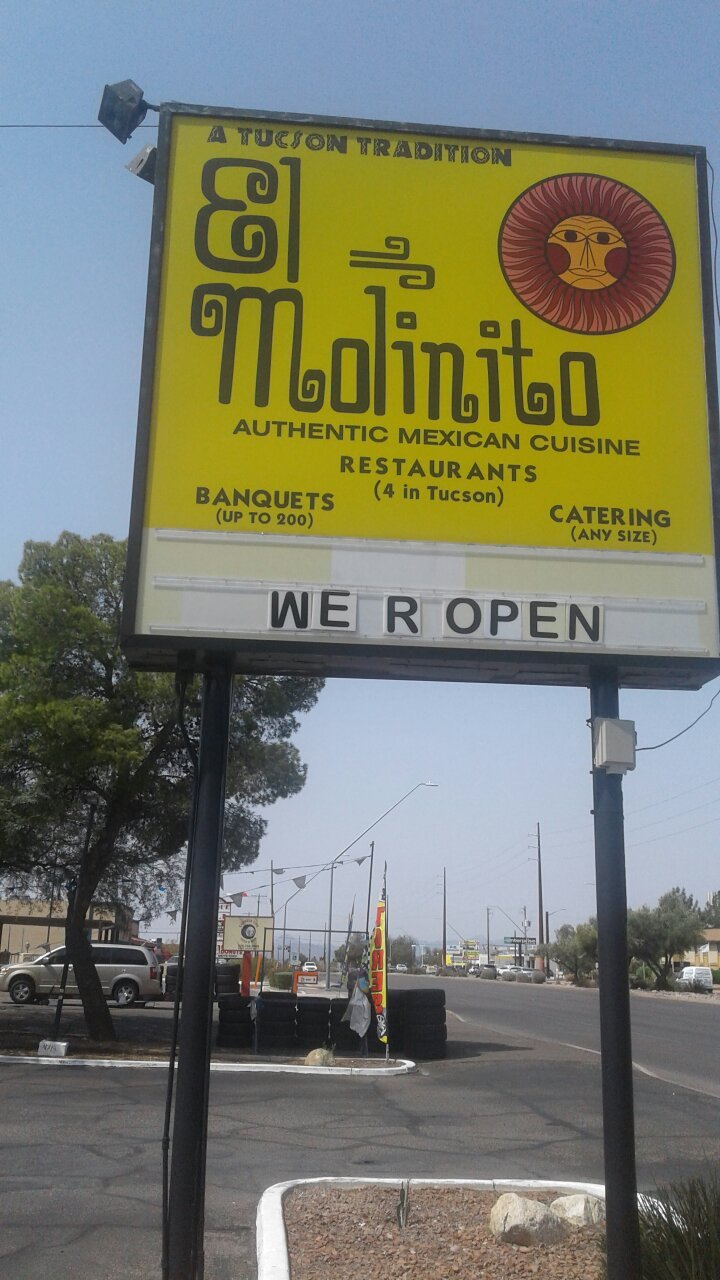 A TUCSON TRADITION
El
Molinito
AUTHENTIC MEXICAN CUISINE
RESTAURANTS
(4 in Tucson)
BANQUETS
(UP TO 200)
CATERING
(ANY SIZE)
WE R OPEN